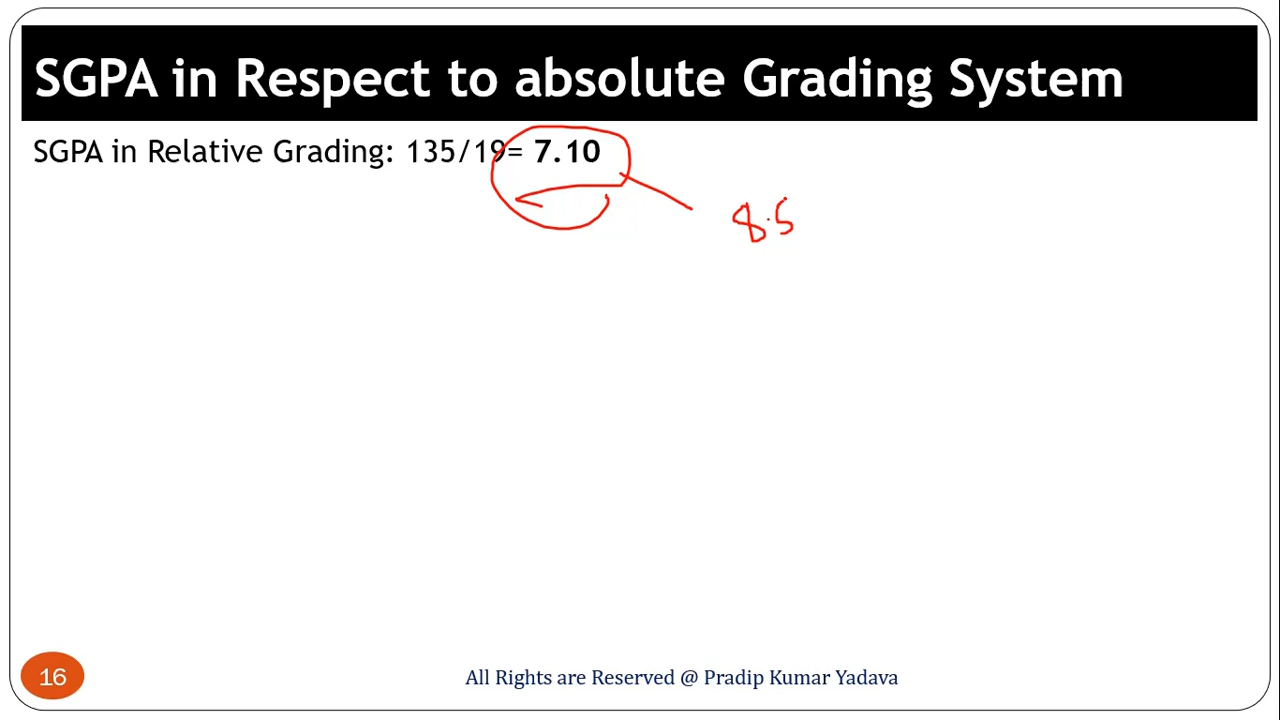 SGPA in Respect to absolute Grading System
SGPA in Relative Grading: 135/19= 7.10
8.5
16
All Rights are Reserved @ Pradip Kumar Yadava